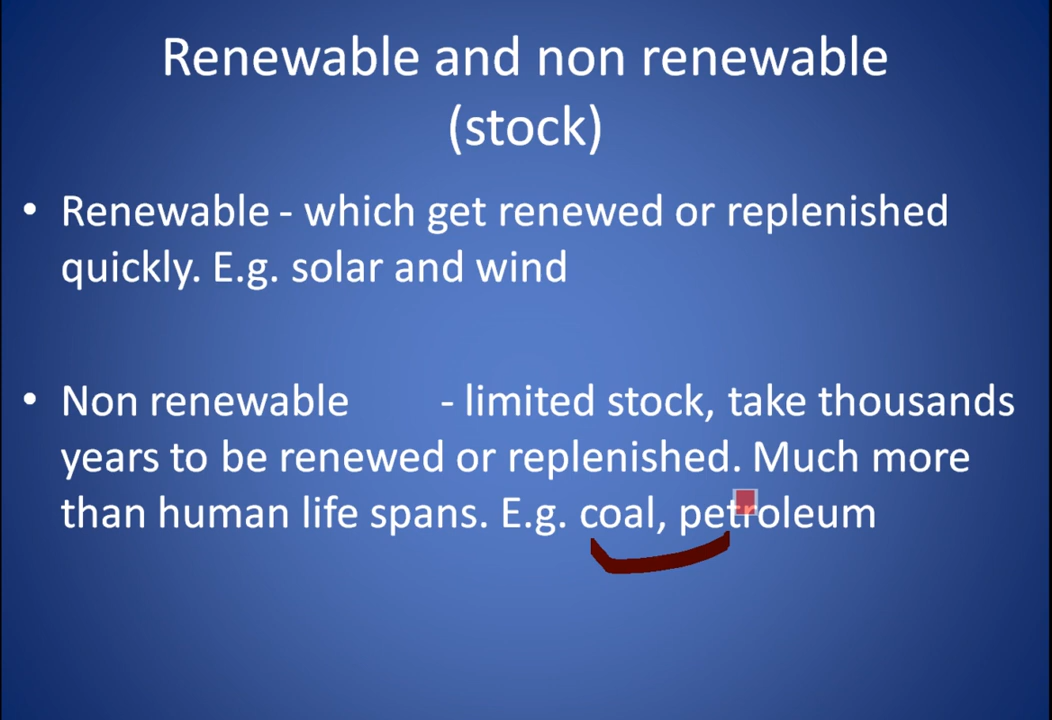 Renewable and non renewable
(stock)
• Renewable - which get renewed or replenished
quickly. E.g. solar and wind
• Non renewable - limited stock, take thousands
years to be renewed or replenished. Much more
than human life spans. E.g. coal, petroleum